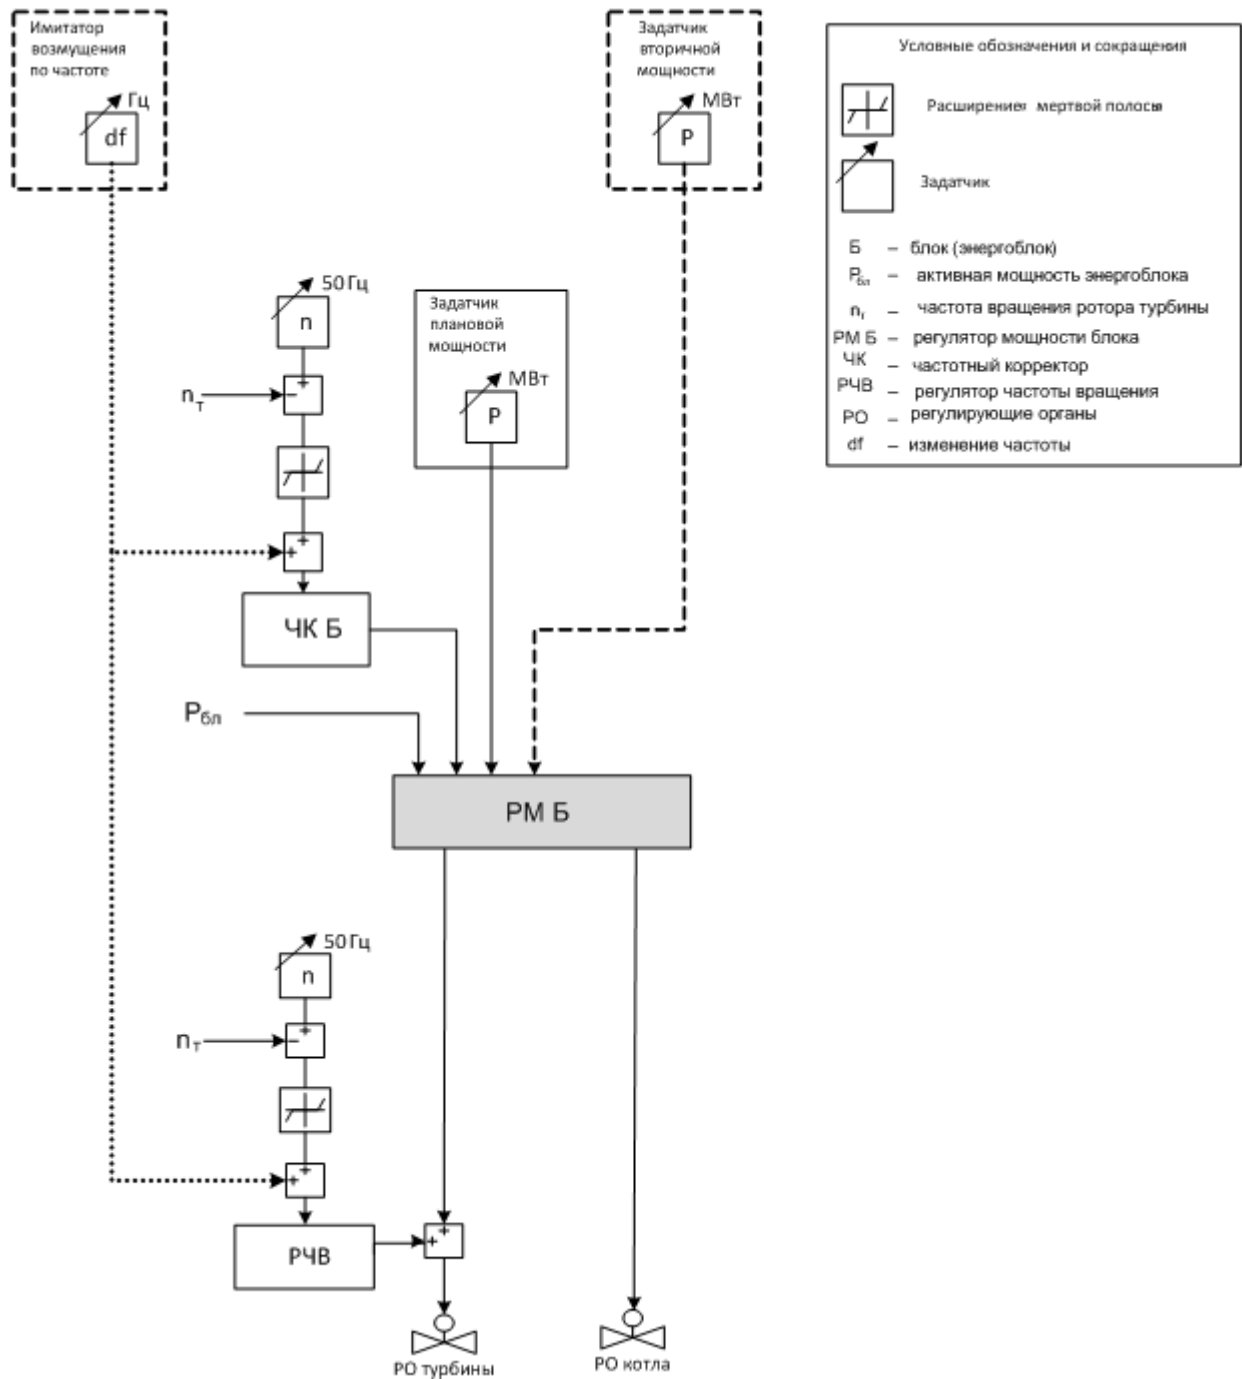 Имитатор
возмущения
по частоте
Гц
df
Задатчик
вторичной
мощности
МВт
P
Условные обозначения и сокращения
Расширения мертвой полосы
Задатчик
Б – блок (энергоблок)
Pбл – активная мощность энергоблока
nт – частота вращения ротора турбины
РМ Б – регулятор мощности блока
ЧК – частотный корректор
РЧВ – регулятор частоты вращения
РО – регулирующие органы
df – изменение частоты
50 Гц
n
+
nт
–
+
+
ЧК Б
Задатчик
плановой
мощности
МВт
P
Pбл
РМ Б
50 Гц
n
+
nт
–
+
+
РЧВ
+
+
РО турбины
РО котла